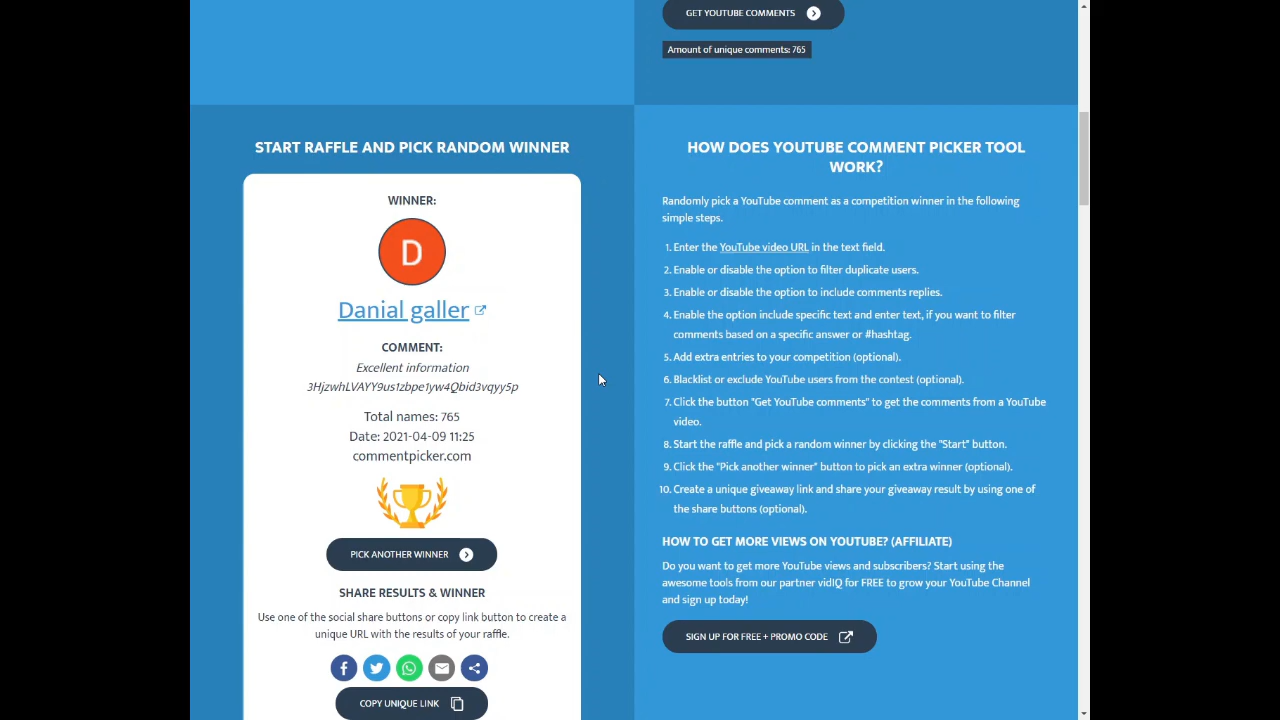 GET YOUTUBE COMMENTS
Amount of unique comments: 765
START RAFFLE AND PICK RANDOM WINNER
WINNER:
D
Danial galler
COMMENT:
Excellent information
3HjzwhLVAYY9us1zbpe1yw4Qbid3vqyy5p
Total names: 765
Date: 2021-04-09 11:25
commentpicker.com
PICK ANOTHER WINNER
SHARE RESULTS & WINNER
Use one of the social share buttons or copy link button to create a
unique URL with the results of your raffle.
COPY UNIQUE LINK
HOW DOES YOUTUBE COMMENT PICKER TOOL
WORK?
Randomly pick a YouTube comment as a competition winner in the following
simple steps.
1. Enter the YouTube video URL in the text field.
2. Enable or disable the option to filter duplicate users.
3. Enable or disable the option to include comments replies.
4. Enable the option include specific text and enter text, if you want to filter
comments based on a specific answer or #hashtag.
5. Add extra entries to your competition (optional).
6. Blacklist or exclude YouTube users from the contest (optional).
7. Click the button "Get YouTube comments" to get the comments from a YouTube
video.
8. Start the raffle and pick a random winner by clicking the "Start" button.
9. Click the "Pick another winner" button to pick an extra winner (optional).
10. Create a unique giveaway link and share your giveaway result by using one of
the share buttons (optional).
HOW TO GET MORE VIEWS ON YOUTUBE? (AFFILIATE)
Do you want to get more YouTube views and subscribers? Start using the
awesome tools from our partner vidIQ for FREE to grow your YouTube Channel
and sign up today!
SIGN UP FOR FREE + PROMO CODE